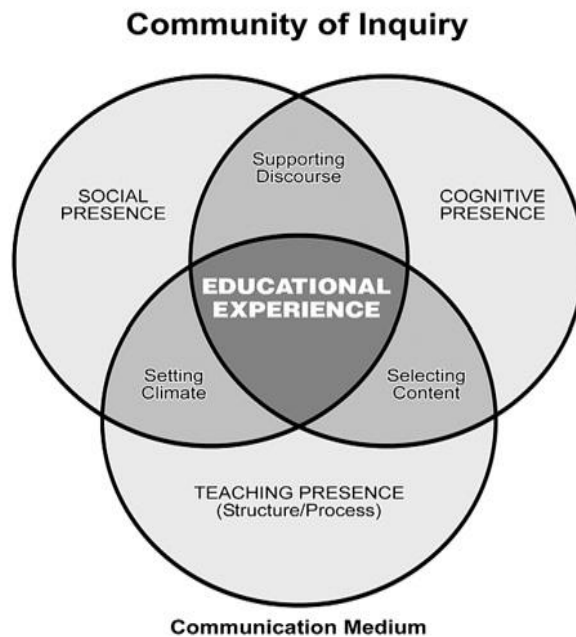 Community of Inquiry
Supporting
Discourse
SOCIAL
PRESENCE
COGNITIVE
PRESENCE
EDUCATIONAL
EXPERIENCE
Setting
Climate
Selecting
Content
TEACHING PRESENCE
(Structure/Process)
Communication Medium